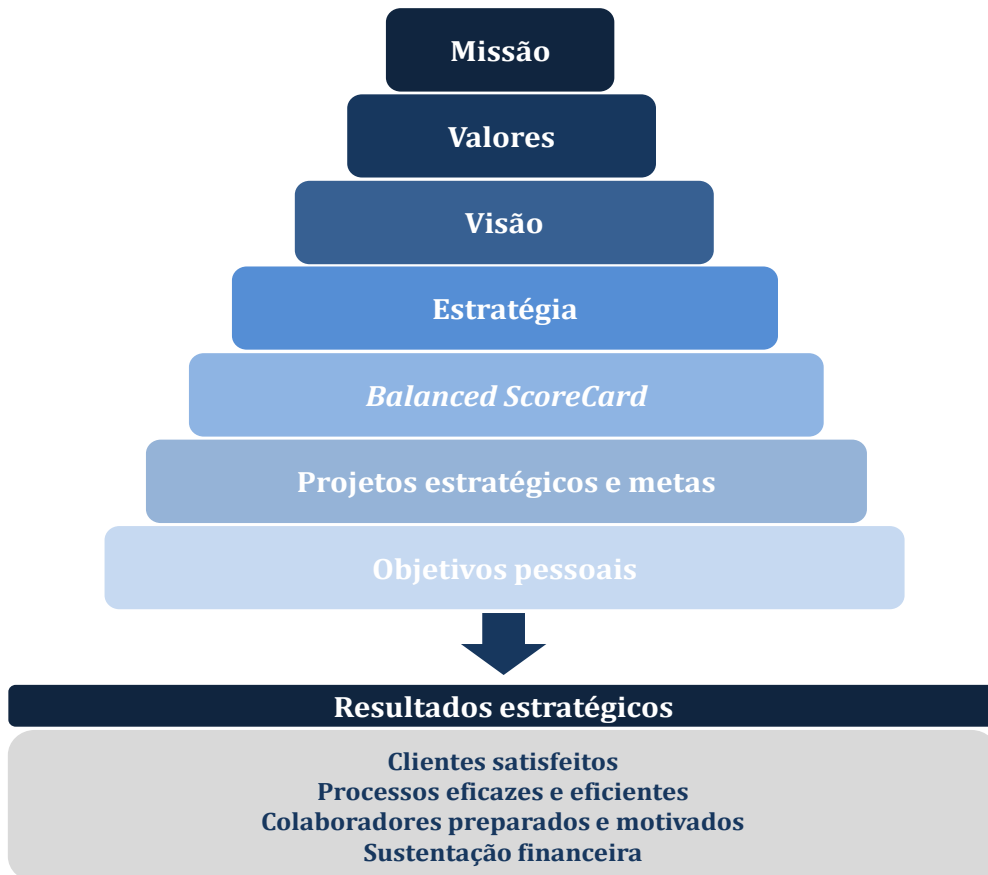 Missão
Valores
Visão
Estratégia
Balanced ScoreCard
Projetos estratégicos e metas
Objetivos pessoais
Resultados estratégicos
Clientes satisfeitos
Processos eficazes e eficientes
Colaboradores preparados e motivados
Sustentação financeira